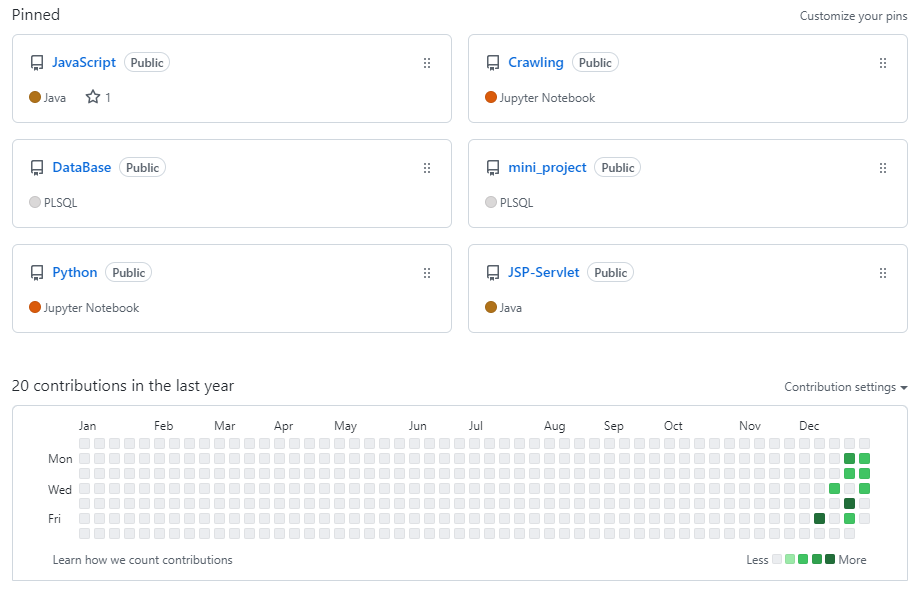 Pinned Customize your pins
JavaScript Public
Java 1
Crawling Public
Jupyter Notebook
DataBase Public
PLSQL
mini_project Public
PLSQL
Python Public
Jupyter Notebook
JSP-Servlet Public
Java
20 contributions in the last year Contribution settings
Jan Feb Mar Apr May Jun Jul Aug Sep Oct Nov Dec
Mon
Wed
Fri
Learn how we count contributions Less More